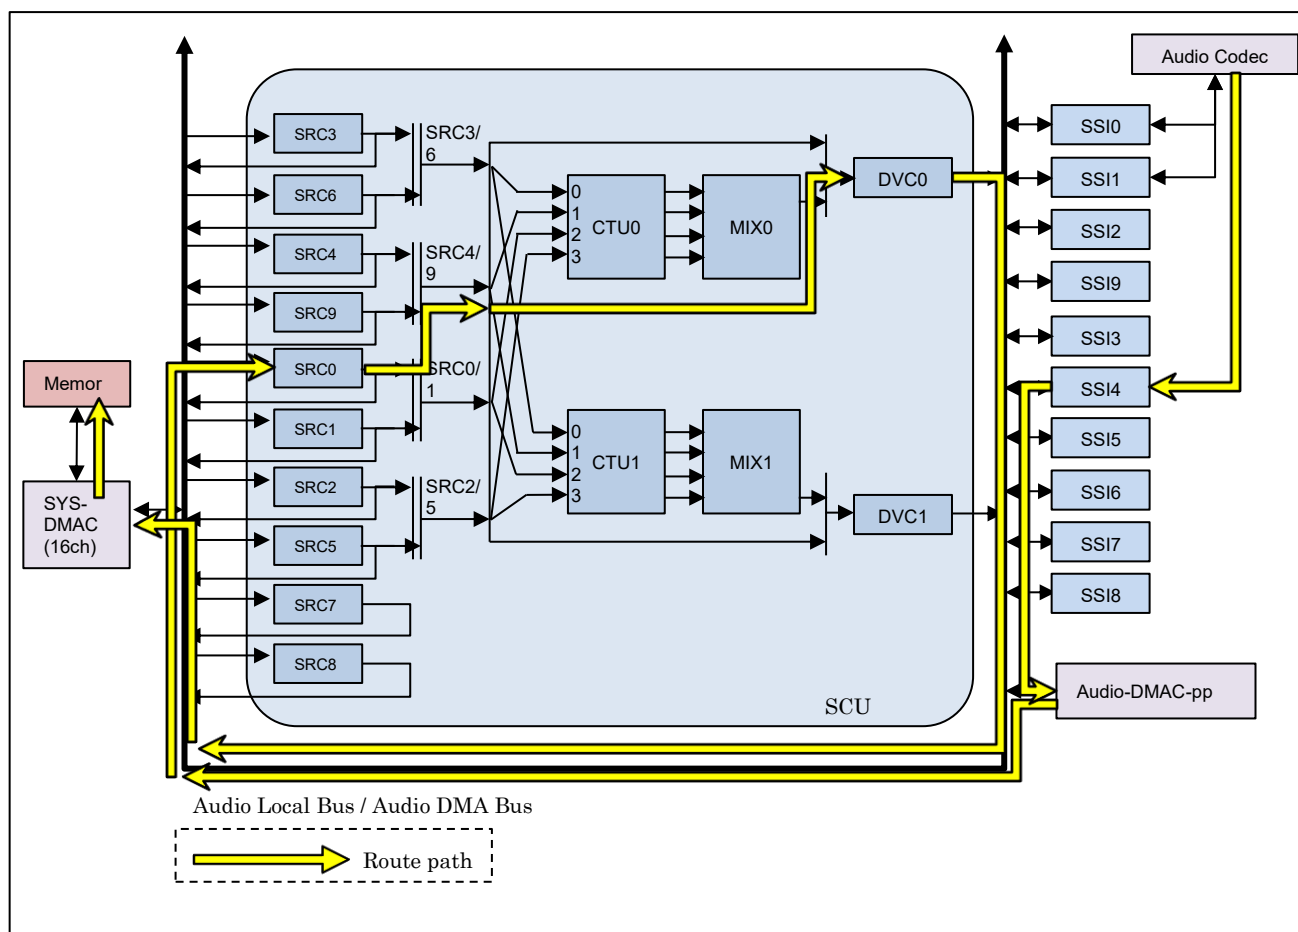 Audio Codec
SRC3
SRC3/
6
SSI0
SRC6
DVC0
SSI1
0
1
2
3
CTU0
MIX0
SSI2
SRC4
SRC4/
9
SSI9
SRC9
SSI3
SRC0
SRC0/
1
Memor
SSI4
SRC1
0
1
2
3
CTU1
MIX1
SSI5
SRC2
SRC2/
5
SSI6
SYS-
DMAC
(16ch)
DVC1
SRC5
SSI7
SRC7
SSI8
SRC8
SCU
Audio-DMAC-pp
Audio Local Bus / Audio DMA Bus
Route path